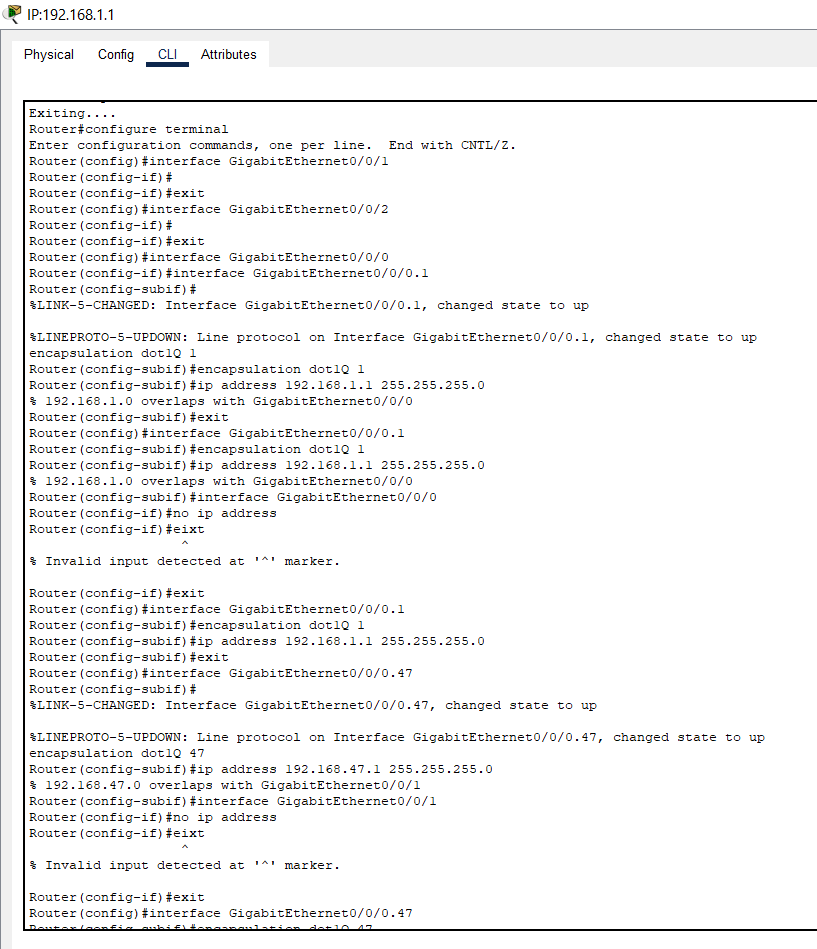 IP:192.168.1.1
Physical Config CLI Attributes
Exiting....
Router#configure terminal
Enter configuration commands, one per line.  End with CNTL/Z.
Router(config)#interface GigabitEthernet0/0/1
Router(config-if)#
Router(config-if)#exit
Router(config)#interface GigabitEthernet0/0/2
Router(config-if)#
Router(config-if)#exit
Router(config)#interface GigabitEthernet0/0/0
Router(config-if)#interface GigabitEthernet0/0/0.1
Router(config-subif)#
%LINK-5-CHANGED: Interface GigabitEthernet0/0/0.1, changed state to up
%LINEPROTO-5-UPDOWN: Line protocol on Interface GigabitEthernet0/0/0.1, changed state to up
encapsulation dot1Q 1
Router(config-subif)#encapsulation dot1Q 1
Router(config-subif)#ip address 192.168.1.1 255.255.255.0
% 192.168.1.0 overlaps with GigabitEthernet0/0/0
Router(config-subif)#exit
Router(config)#interface GigabitEthernet0/0/0.1
Router(config-subif)#encapsulation dot1Q 1
Router(config-subif)#ip address 192.168.1.1 255.255.255.0
% 192.168.1.0 overlaps with GigabitEthernet0/0/0
Router(config-subif)#interface GigabitEthernet0/0/0
Router(config-if)#no ip address
Router(config-if)#eixt
^
% Invalid input detected at '^' marker.
Router(config-if)#exit
Router(config)#interface GigabitEthernet0/0/0.1
Router(config-subif)#encapsulation dot1Q 1
Router(config-subif)#ip address 192.168.1.1 255.255.255.0
Router(config-subif)#exit
Router(config)#interface GigabitEthernet0/0/0.47
Router(config-subif)#
%LINK-5-CHANGED: Interface GigabitEthernet0/0/0.47, changed state to up
%LINEPROTO-5-UPDOWN: Line protocol on Interface GigabitEthernet0/0/0.47, changed state to up
encapsulation dot1Q 47
Router(config-subif)#ip address 192.168.47.1 255.255.255.0
% 192.168.47.0 overlaps with GigabitEthernet0/0/1
Router(config-subif)#interface GigabitEthernet0/0/1
Router(config-if)#no ip address
Router(config-if)#eixt
^
% Invalid input detected at '^' marker.
Router(config-if)#exit
Router(config)#interface GigabitEthernet0/0/0.47
Router(config-subif)#encapsulation dot1Q 47